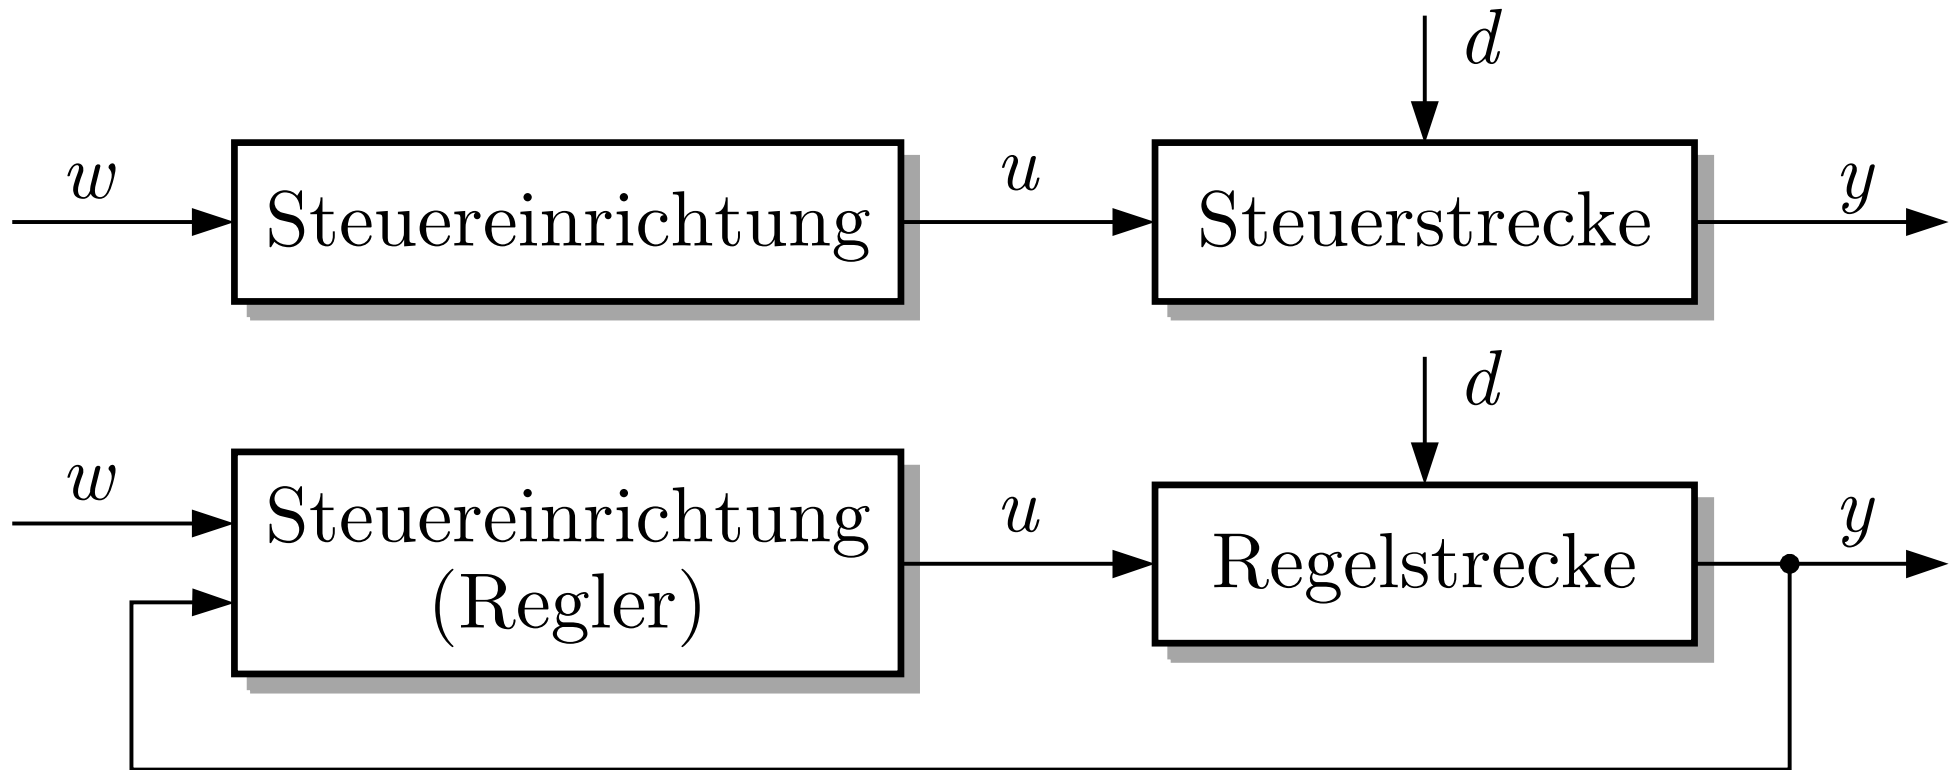 d
w
Steuereinrichtung
u
Steuerstrecke
y
d
w
Steuereinrichtung
(Regler)
u
Regelstrecke
y